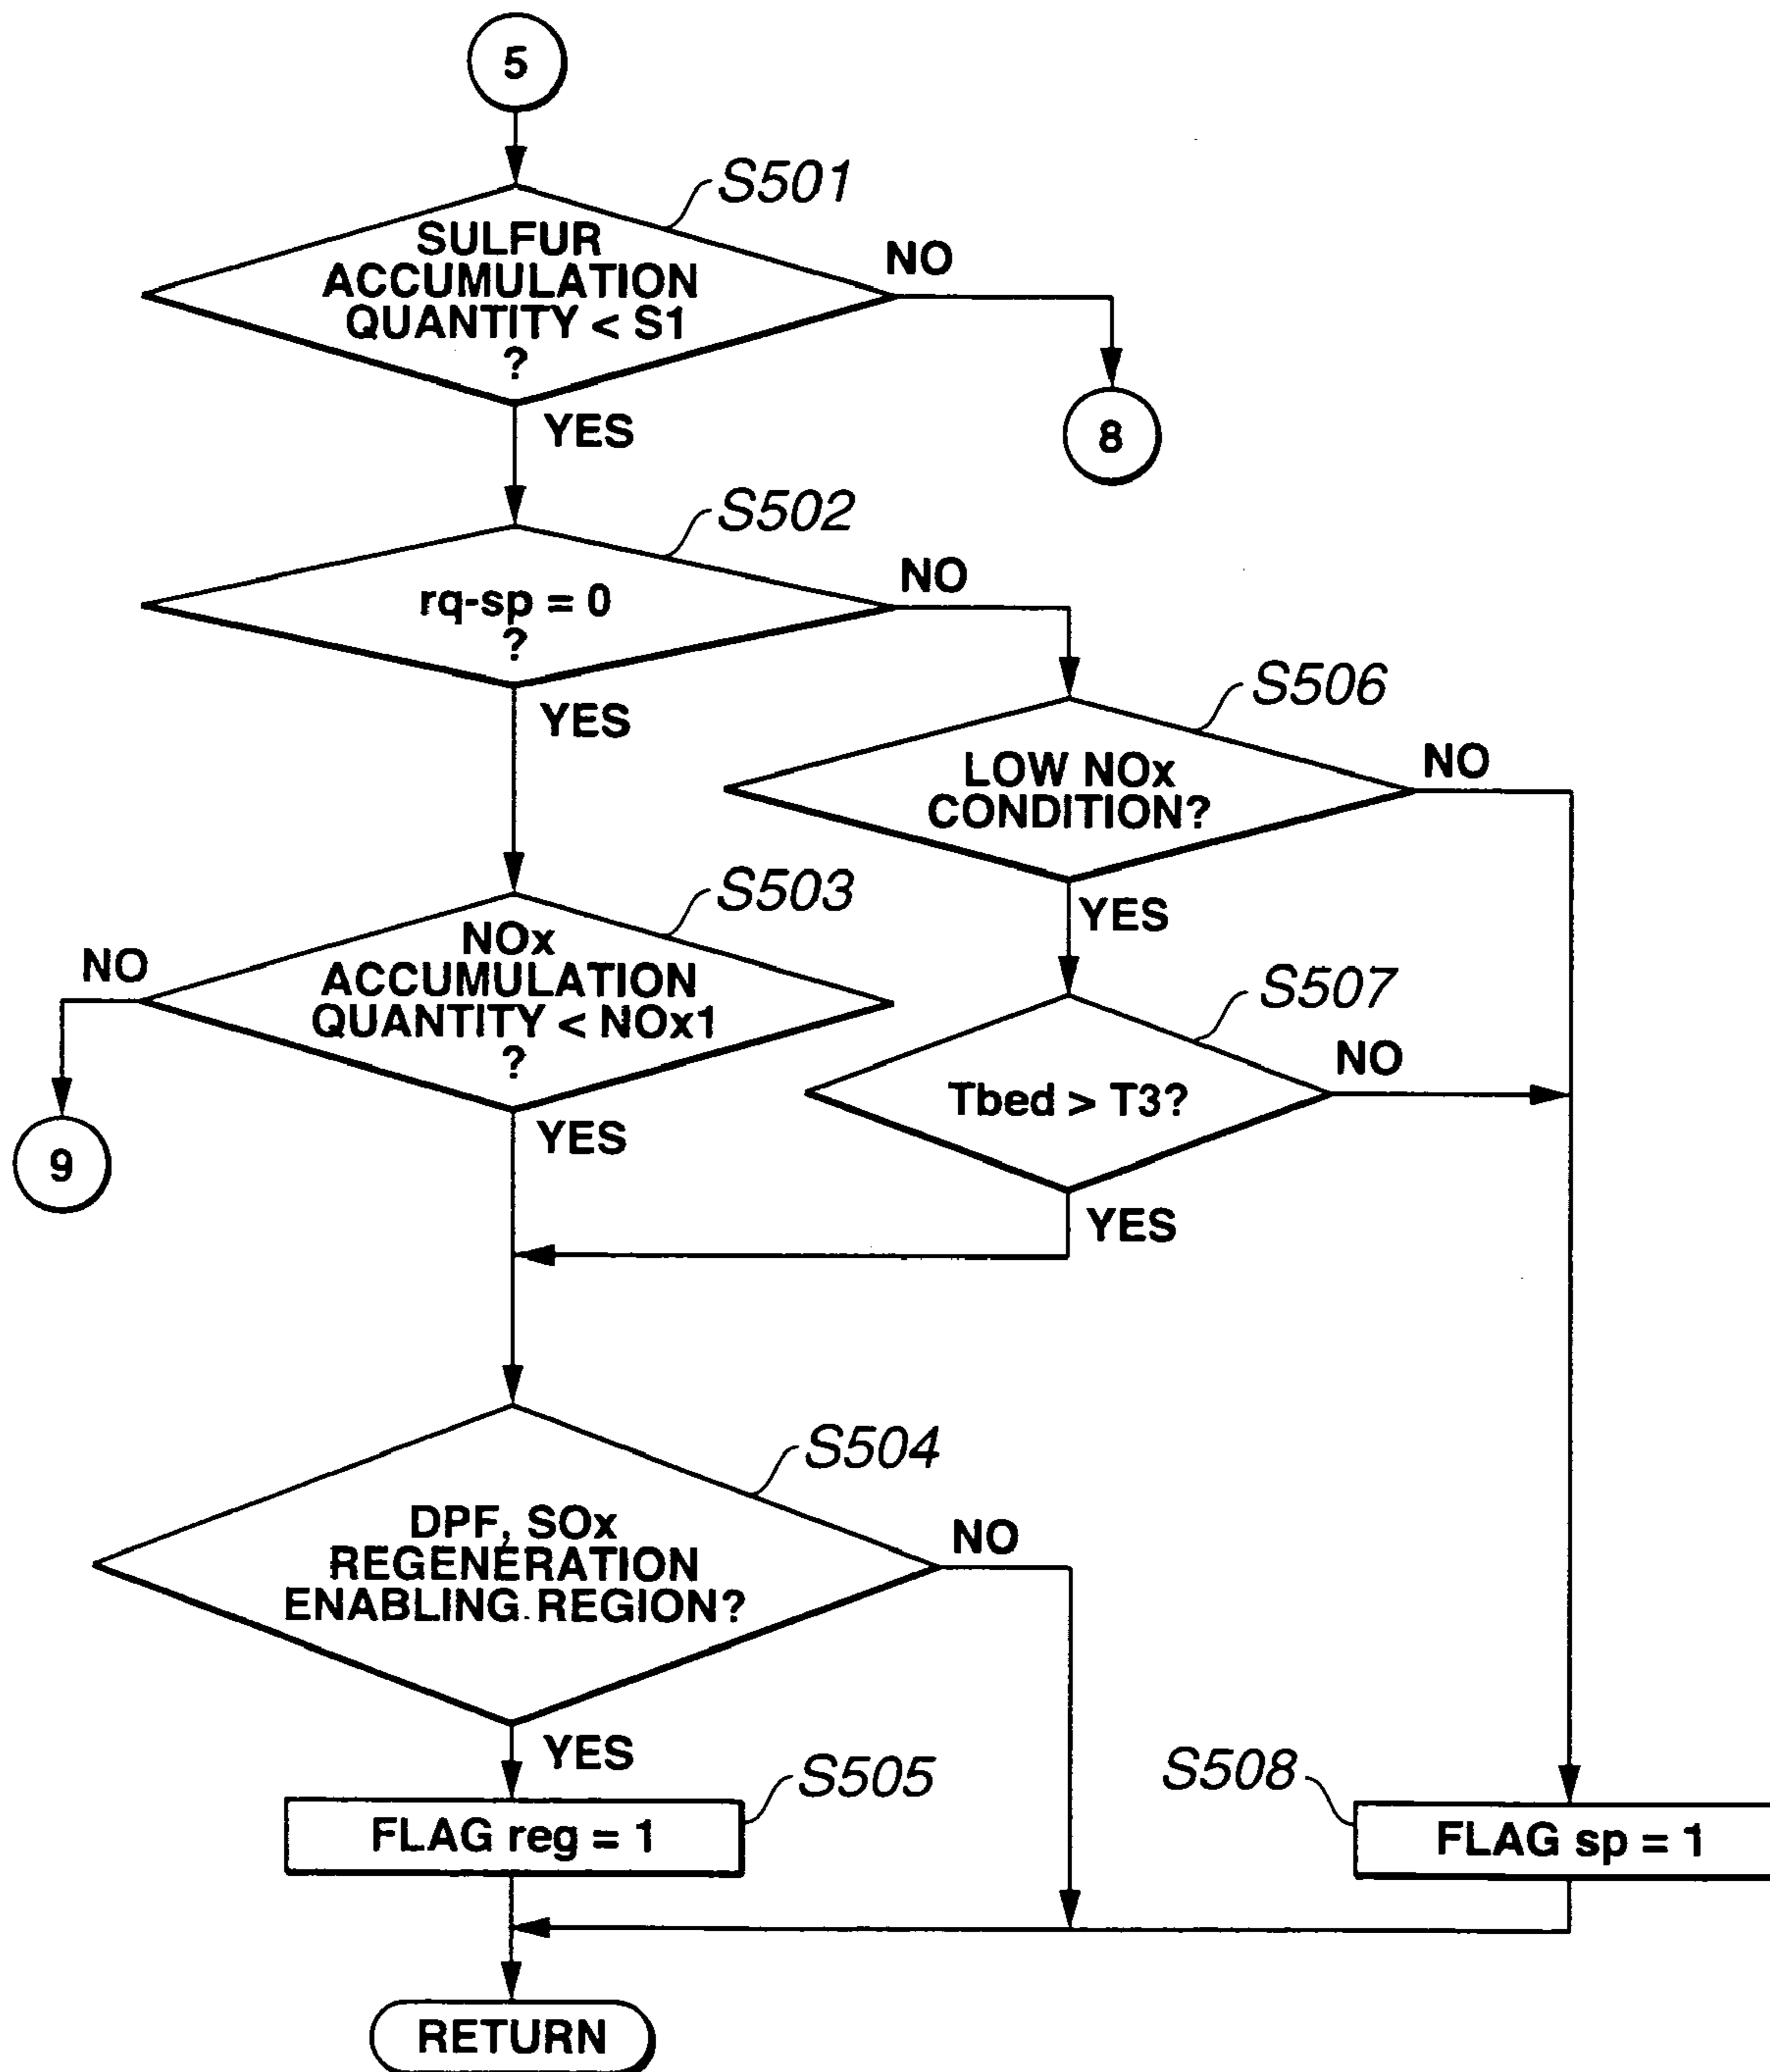 5
S501
SULFUR
ACCUMULATION
QUANTITY < S1
?
NO
8
YES
S502
rq-sp = 0
?
NO
YES
S506
LOW NOx
CONDITION?
NO
YES
S503
NOx
ACCUMULATION
QUANTITY < NOx1
?
NO
9
YES
S507
Tbed > T3?
NO
YES
S504
DPF, SOx
REGENERATION
ENABLING REGION?
NO
YES
S505
FLAG reg = 1
S508
FLAG sp = 1
RETURN